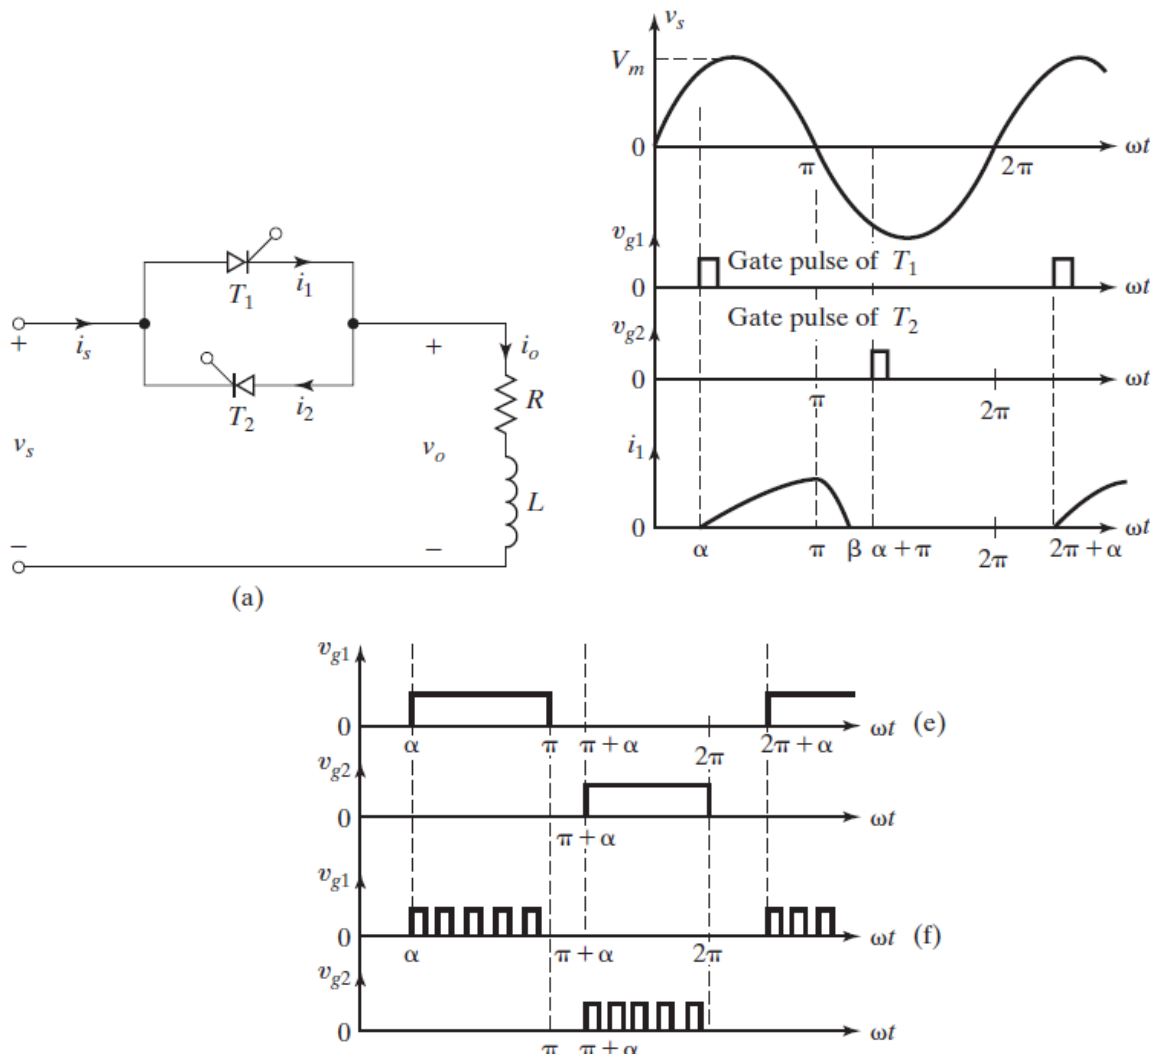 v_s
V_m
0 ωt
π 2π
v_g1
Gate pulse of T_1
0 ωt
Gate pulse of T_2
v_g2
0 ωt
π 2π
i_1
0 ωt
α π β α + π 2π 2π + α
T_1 i_1
+ i_s + i_o
T_2 i_2 R
v_s v_o
L
− −
(a)
v_g1
0 ωt (e)
α π π + α 2π 2π + α
v_g2
0 ωt
π + α
v_g1
0 ωt (f)
α π + α 2π
v_g2
0 ωt
π π + α